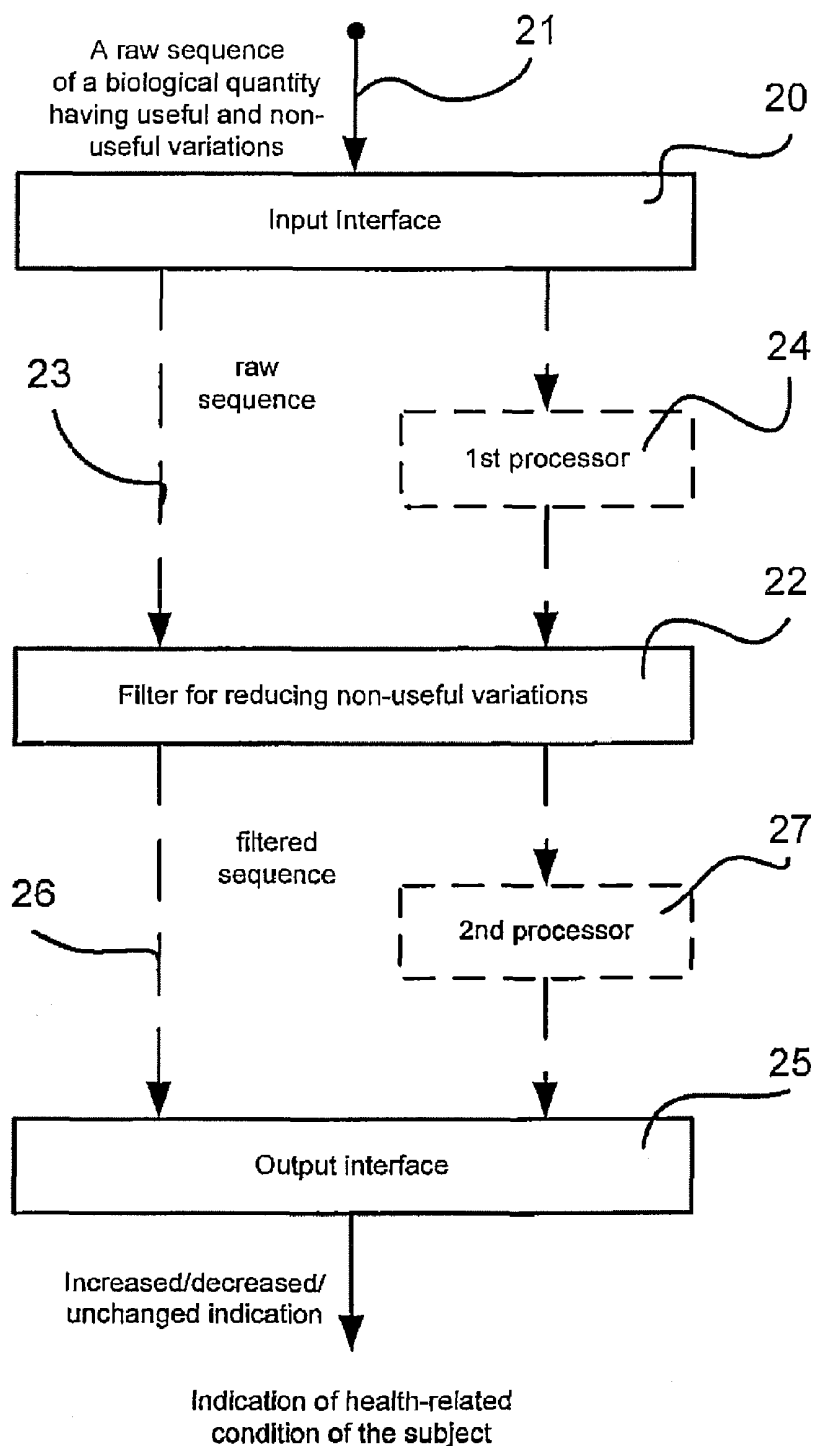 21
A raw sequence
of a biological quantity
having useful and non-
useful variations
20
Input Interface
24
23
raw
sequence
1st processor
22
Filter for reducing non-useful variations
27
filtered
sequence
26
2nd processor
25
Output interface
Increased/decreased/
unchanged indication
Indication of health-related
condition of the subject